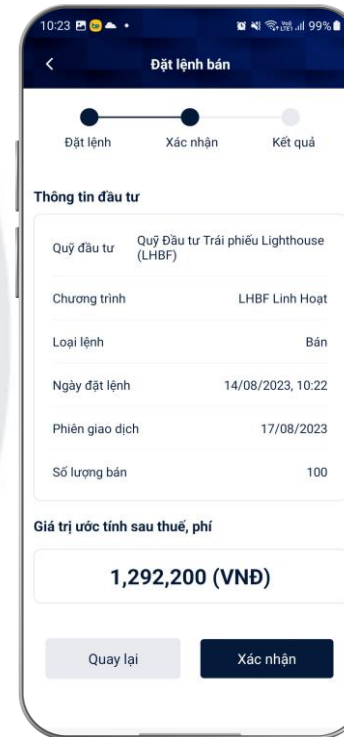 10:23
99%
Đặt lệnh bán
Đặt lệnh
Xác nhận
Kết quả
Thông tin đầu tư
Quỹ đầu tư
Quỹ Đầu tư Trái phiếu Lighthouse
(LHBF)
Chương trình
LHBF Linh Hoạt
Loại lệnh
Bán
Ngày đặt lệnh
14/08/2023, 10:22
Phiên giao dịch
17/08/2023
Số lượng bán
100
Giá trị ước tính sau thuế, phí
1,292,200 (VNĐ)
Quay lại
Xác nhận